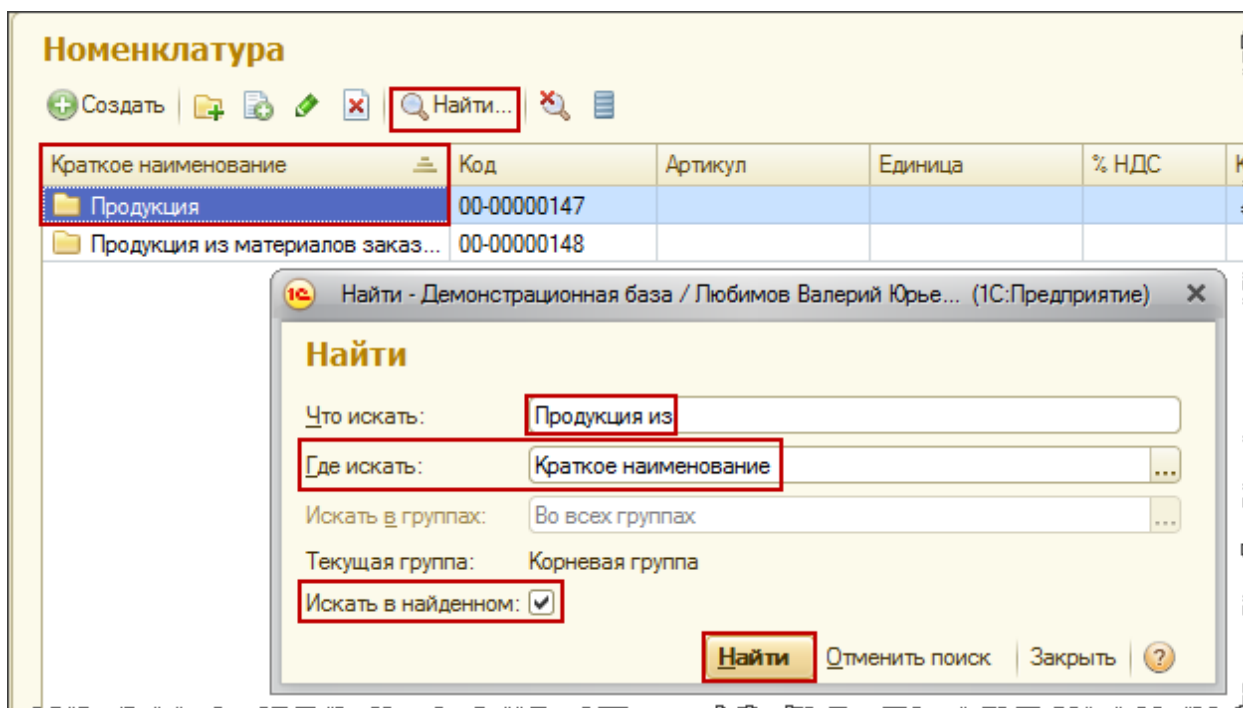 Номенклатура
Создать Найти...
Краткое наименование Код Артикул Единица % НДС
Продукция 00-00000147
Продукция из материалов заказ... 00-00000148
1С Найти - Демонстрационная база / Любимов Валерий Юрье... (1С:Предприятие)
Найти
Что искать: Продукция из
Где искать: Краткое наименование ...
Искать в группах: Во всех группах ...
Текущая группа: Корневая группа
Искать в найденном:
Найти Отменить поиск Закрыть ?